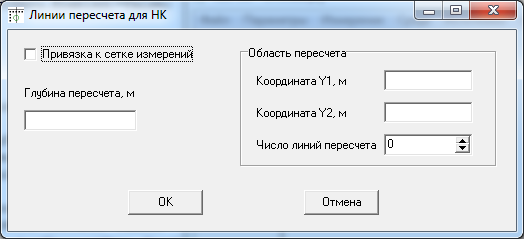 Линии пересчета для НК
Привязка к сетке измерений
Глубина пересчета, м
Область пересчета
Координата Y1, м
Координата Y2, м
Число линий пересчета 0
OK Отмена